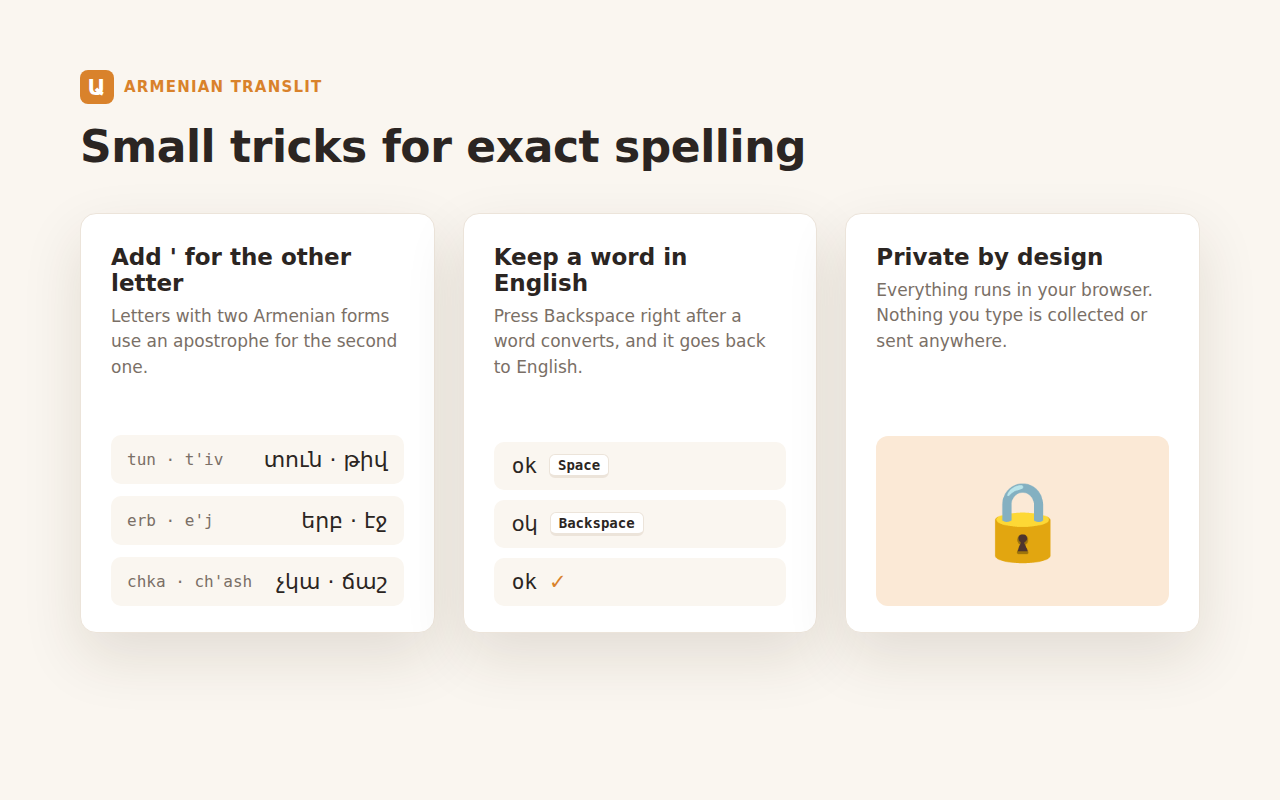 Ա ARMENIAN TRANSLIT
Small tricks for exact spelling
Add ' for the other
letter
Letters with two Armenian forms
use an apostrophe for the second
one.
tun · t'iv տուն · թիվ
erb · e'j երբ · էջ
chka · ch'ash չկա · ճաշ
Keep a word in
English
Press Backspace right after a
word converts, and it goes back
to English.
ok Space
օկ Backspace
ok ✓
Private by design
Everything runs in your browser.
Nothing you type is collected or
sent anywhere.